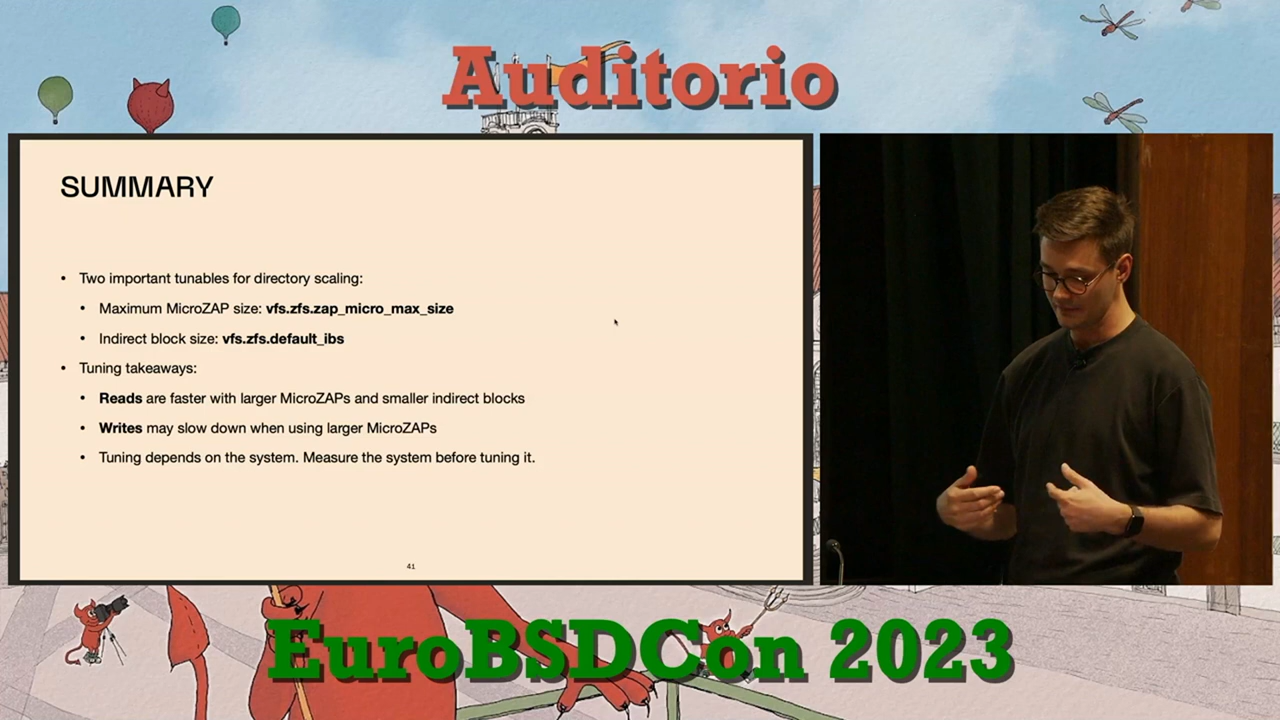 Auditorio
SUMMARY
• Two important tunables for directory scaling:
• Maximum MicroZAP size: vfs.zfs.zap_micro_max_size
• Indirect block size: vfs.zfs.default_ibs
• Tuning takeaways:
• Reads are faster with larger MicroZAPs and smaller indirect blocks
• Writes may slow down when using larger MicroZAPs
• Tuning depends on the system. Measure the system before tuning it.
41
EuroBSDCon 2023